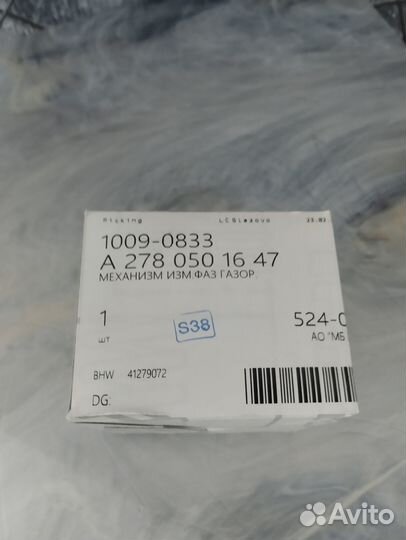 Picking LC Glazovo 23.02
1009-0833
A 278 050 16 47
МЕХАНИЗМ ИЗМ.ФАЗ ГАЗОР.
1 524-0
шт S38 АО "МБ
BHW 41279072
DG:
Avito